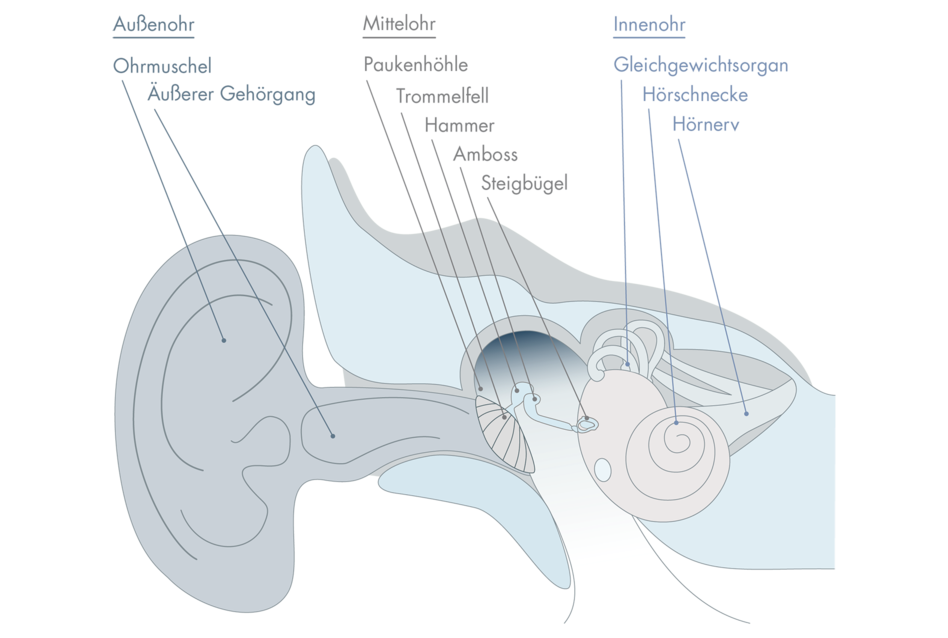 Außenohr
Ohrmuschel
Äußerer Gehörgang
Mittelohr
Paukenhöhle
Trommelfell
Hammer
Amboss
Steigbügel
Innenohr
Gleichgewichtsorgan
Hörschnecke
Hörnerv